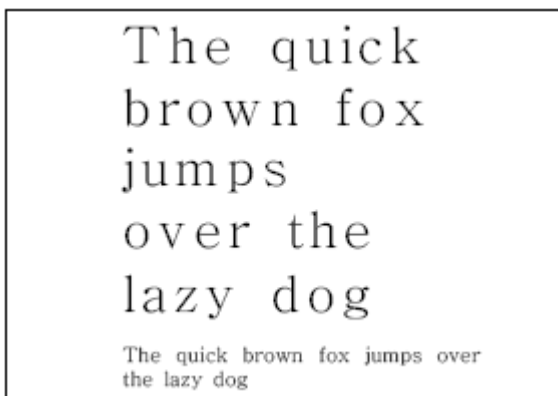 The quick
brown fox
jumps
over the
lazy dog
The quick brown fox jumps over
the lazy dog